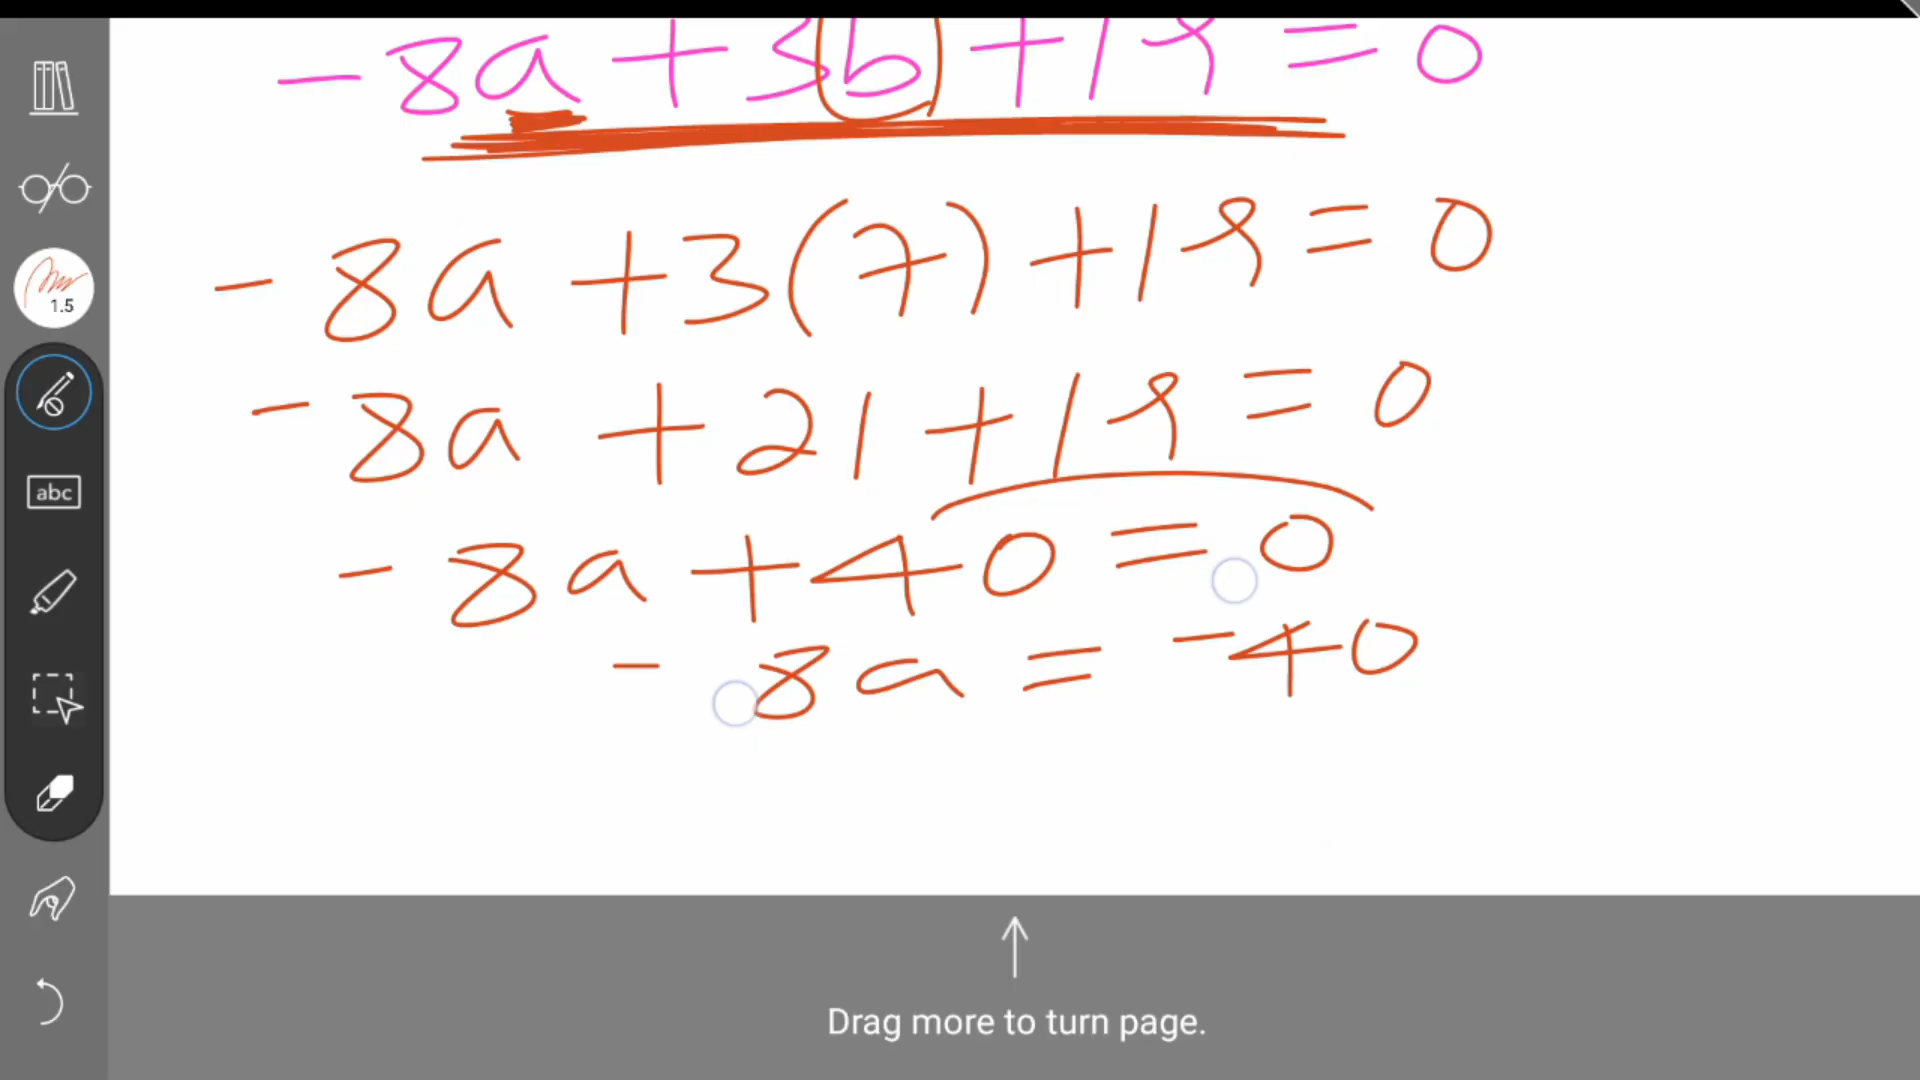 -8a+3b+19=0
1.5
-8a+3(7)+19=0
abc
-8a+21+19=0
-8a+40=0
-8a=-40
Drag more to turn page.